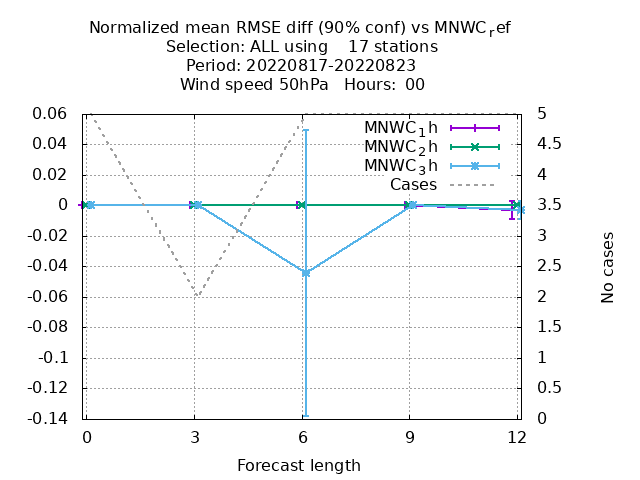 Normalized mean RMSE diff (90% conf) vs MNWC_ref
Selection: ALL using    17 stations
Period: 20220817-20220823
Wind speed 50hPa   Hours:  00
MNWC_1h
MNWC_2h
MNWC_3h
Cases
0.06
0.04
0.02
0
-0.02
-0.04
-0.06
-0.08
-0.1
-0.12
-0.14
5
4.5
4
3.5
3
2.5
2
1.5
1
0.5
0
No cases
0 3 6 9 12
Forecast length